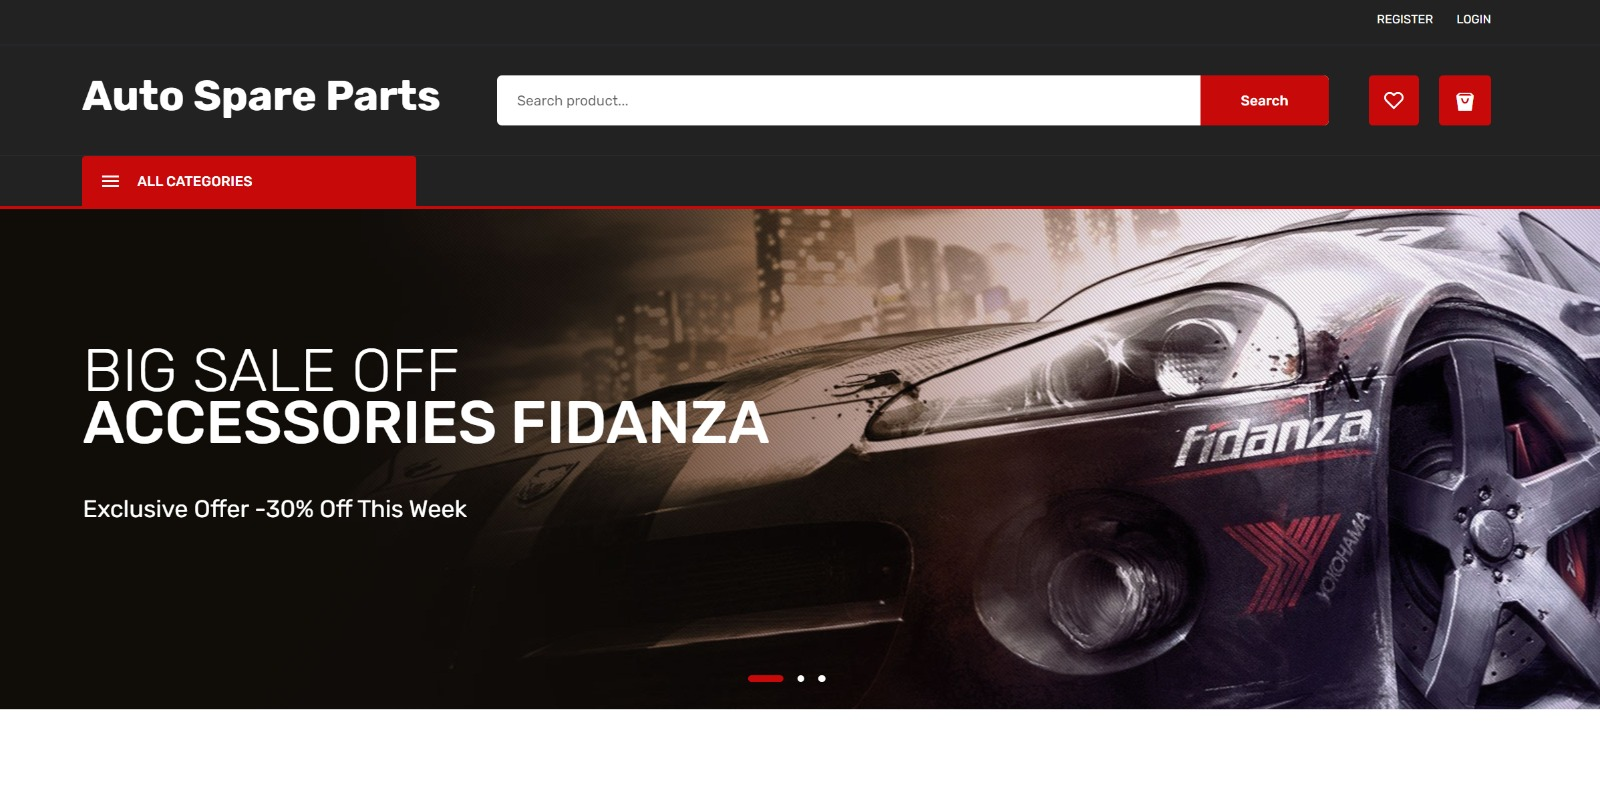 REGISTER LOGIN
Auto Spare Parts
Search product...
Search
ALL CATEGORIES
BIG SALE OFF
ACCESSORIES FIDANZA
Exclusive Offer -30% Off This Week
fidanza
YOKOHAMA